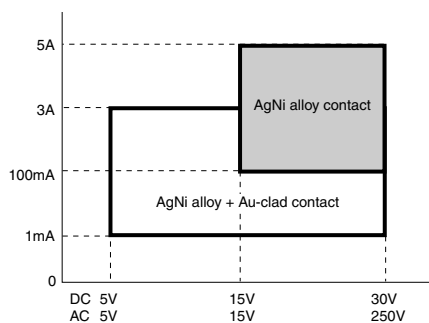 5A
AgNi alloy contact
3A
100mA
AgNi alloy + Au-clad contact
1mA
0
DC 5V 15V 30V
AC 5V 15V 250V